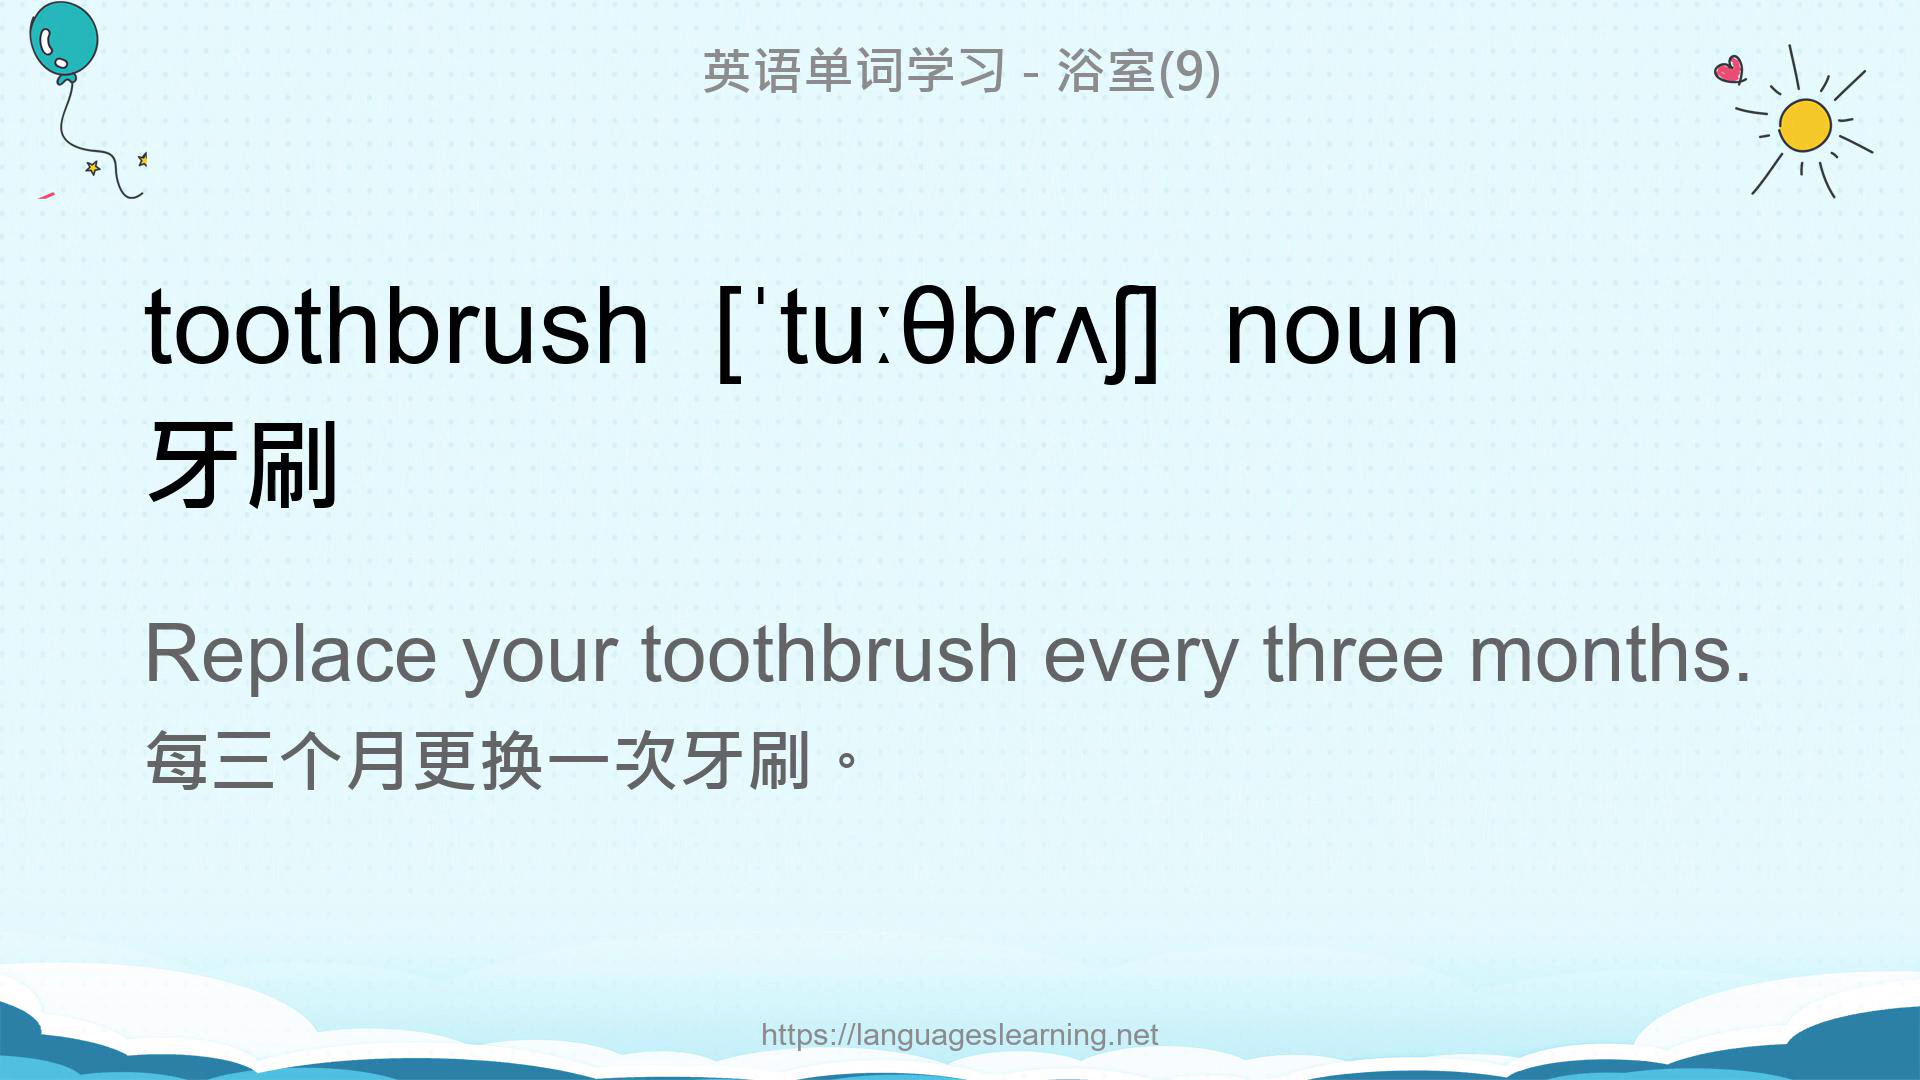 英语单词学习 - 浴室(9)
toothbrush [ˈtuːθbrʌʃ] noun
牙刷
Replace your toothbrush every three months.
每三个月更换一次牙刷。
https://languageslearning.net